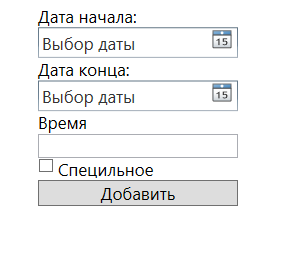 Дата начала:
Выбор даты 15
Дата конца:
Выбор даты 15
Время
Специльное
Добавить